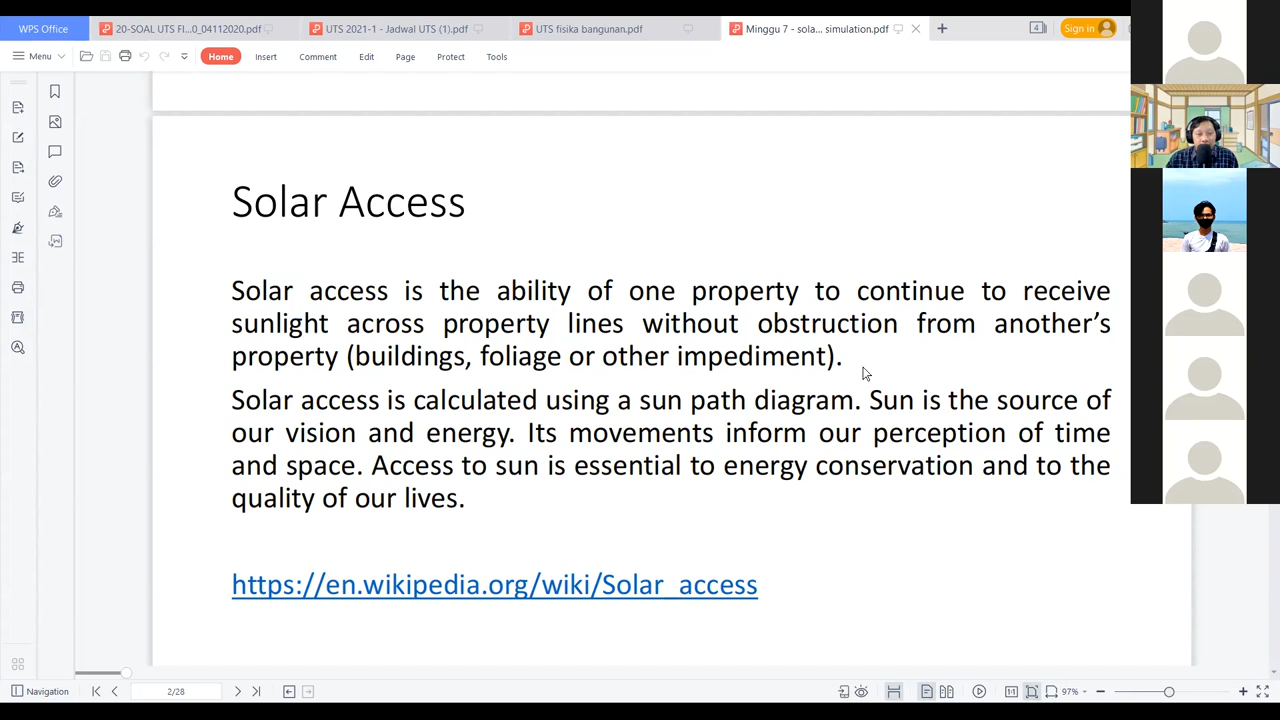 WPS Office
20-SOAL UTS FI...0_04112020.pdf
UTS 2021-1 - Jadwal UTS (1).pdf
UTS fisika bangunan.pdf
Minggu 7 - sola... simulation.pdf
4
Sign in
Menu
Home
Insert
Comment
Edit
Page
Protect
Tools
Solar Access
Solar access is the ability of one property to continue to receive
sunlight across property lines without obstruction from another’s
property (buildings, foliage or other impediment).
Solar access is calculated using a sun path diagram. Sun is the source of
our vision and energy. Its movements inform our perception of time
and space. Access to sun is essential to energy conservation and to the
quality of our lives.
https://en.wikipedia.org/wiki/Solar_access
Navigation
2/28
1:1
97%